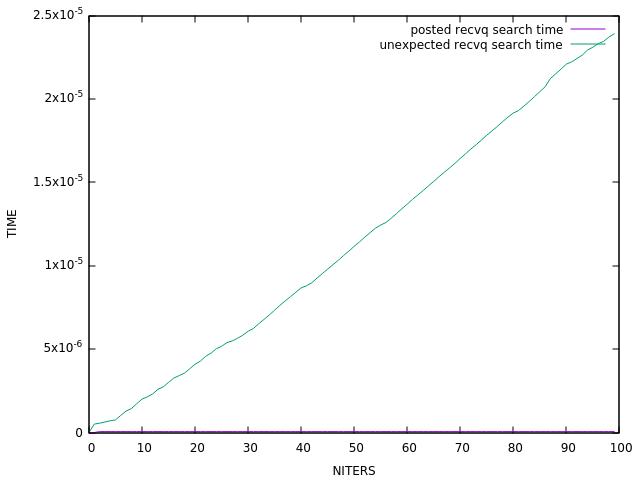 2.5x10-5
posted recvq search time
unexpected recvq search time
2x10-5
1.5x10-5
TIME
1x10-5
5x10-6
0
0 10 20 30 40 50 60 70 80 90 100
NITERS